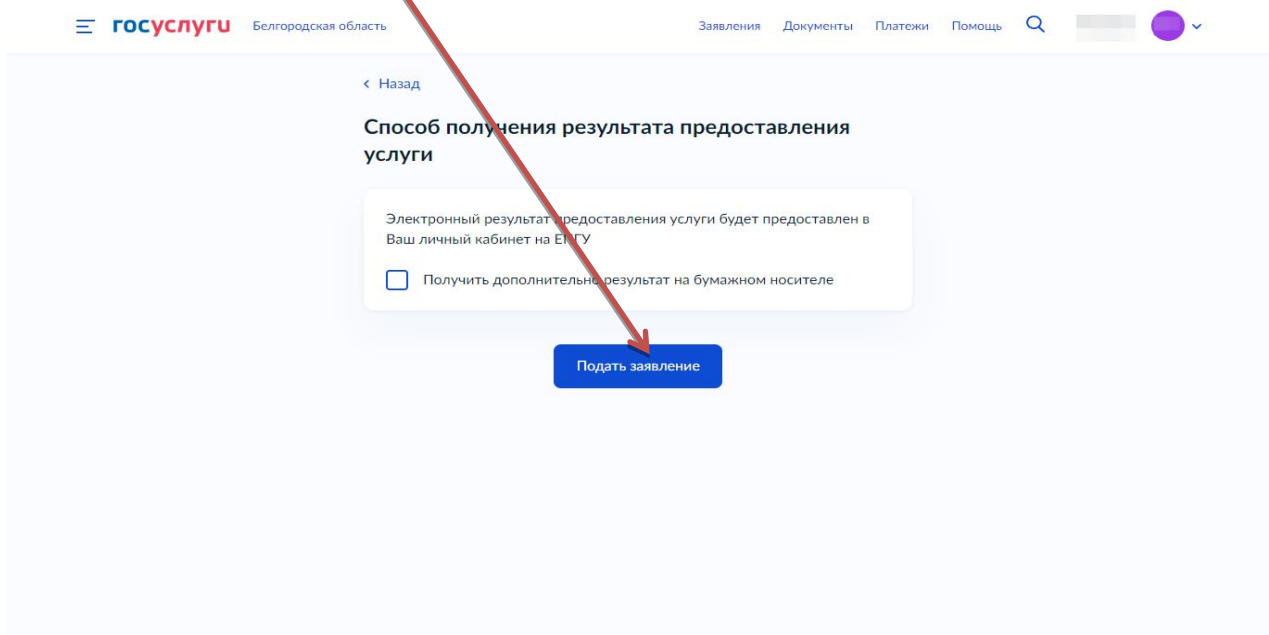 госуслуги Белгородская область Заявления Документы Платежи Помощь
Назад
Способ получения результата предоставления
услуги
Электронный результат предоставления услуги будет предоставлен в
Ваш личный кабинет на ЕПГУ
Получить дополнительно результат на бумажном носителе
Подать заявление